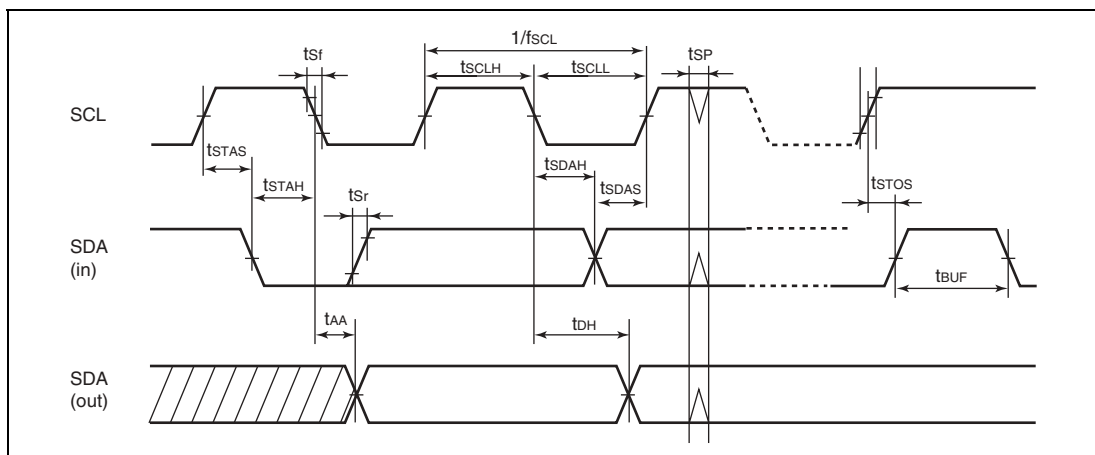 1/fSCL
tSf
tSP
tSCLH
tSCLL
SCL
tSTAS
tSDAH
tSTAH
tSDAS
tSTOS
tSr
SDA
(in)
tBUF
tAA
tDH
SDA
(out)